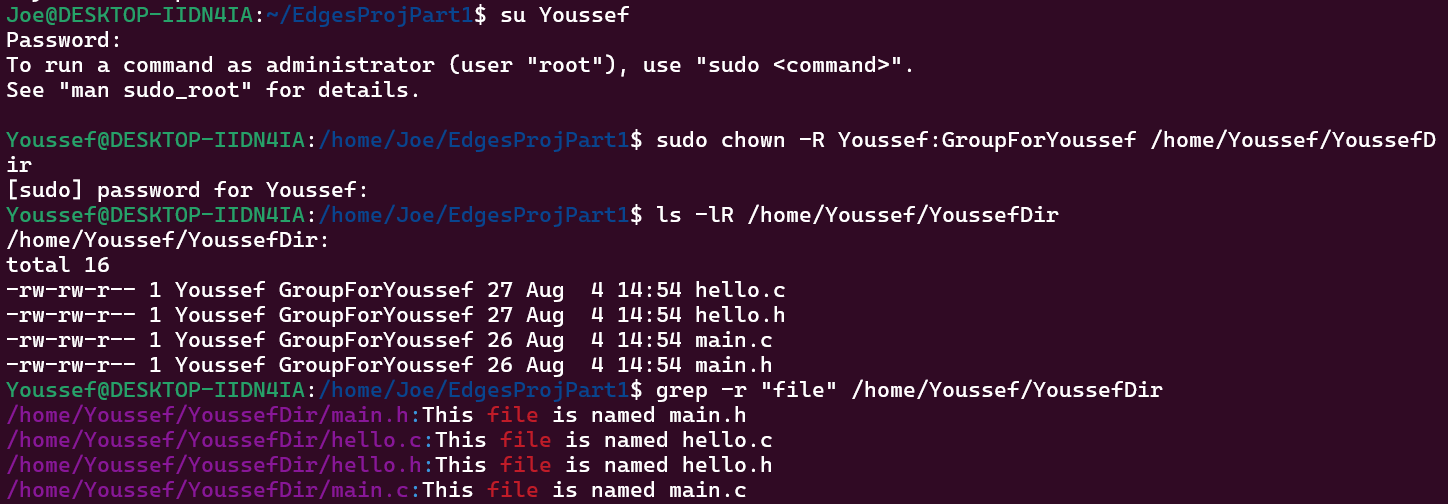 Joe@DESKTOP-IIDN4IA:~/EdgesProjPart1$ su Youssef
Password:
To run a command as administrator (user "root"), use "sudo <command>".
See "man sudo_root" for details.
Youssef@DESKTOP-IIDN4IA:/home/Joe/EdgesProjPart1$ sudo chown -R Youssef:GroupForYoussef /home/Youssef/YoussefD
ir
[sudo] password for Youssef:
Youssef@DESKTOP-IIDN4IA:/home/Joe/EdgesProjPart1$ ls -lR /home/Youssef/YoussefDir
/home/Youssef/YoussefDir:
total 16
-rw-rw-r-- 1 Youssef GroupForYoussef 27 Aug  4 14:54 hello.c
-rw-rw-r-- 1 Youssef GroupForYoussef 27 Aug  4 14:54 hello.h
-rw-rw-r-- 1 Youssef GroupForYoussef 26 Aug  4 14:54 main.c
-rw-rw-r-- 1 Youssef GroupForYoussef 26 Aug  4 14:54 main.h
Youssef@DESKTOP-IIDN4IA:/home/Joe/EdgesProjPart1$ grep -r "file" /home/Youssef/YoussefDir
/home/Youssef/YoussefDir/main.h:This file is named main.h
/home/Youssef/YoussefDir/hello.c:This file is named hello.c
/home/Youssef/YoussefDir/hello.h:This file is named hello.h
/home/Youssef/YoussefDir/main.c:This file is named main.c